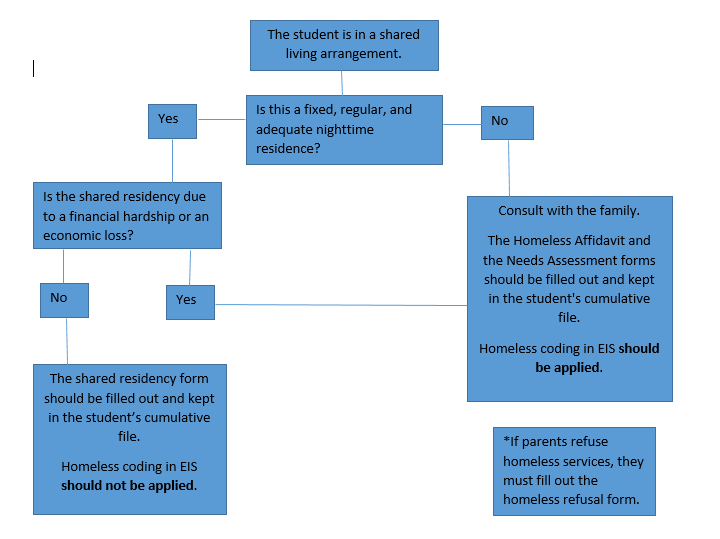 The student is in a shared
living arrangement.
Is this a fixed, regular, and
adequate nighttime
residence?
Yes
No
Is the shared residency due
to a financial hardship or an
economic loss?
No
Yes
Consult with the family.
The Homeless Affidavit and
the Needs Assessment forms
should be filled out and kept
in the student's cumulative
file.
Homeless coding in EIS should
be applied.
The shared residency form
should be filled out and kept
in the student’s cumulative
file.
Homeless coding in EIS
should not be applied.
*If parents refuse
homeless services, they
must fill out the
homeless refusal form.